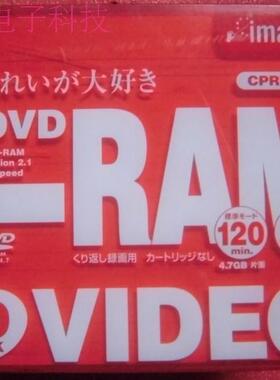 电子科技
ima
れいが大好き
CPR
DVD
-RAM
-RAM
sion 2.1
speed
標準モード
120
min.
くり返し録画用 カートリッジなし
4.7GB 片面
VIDEO